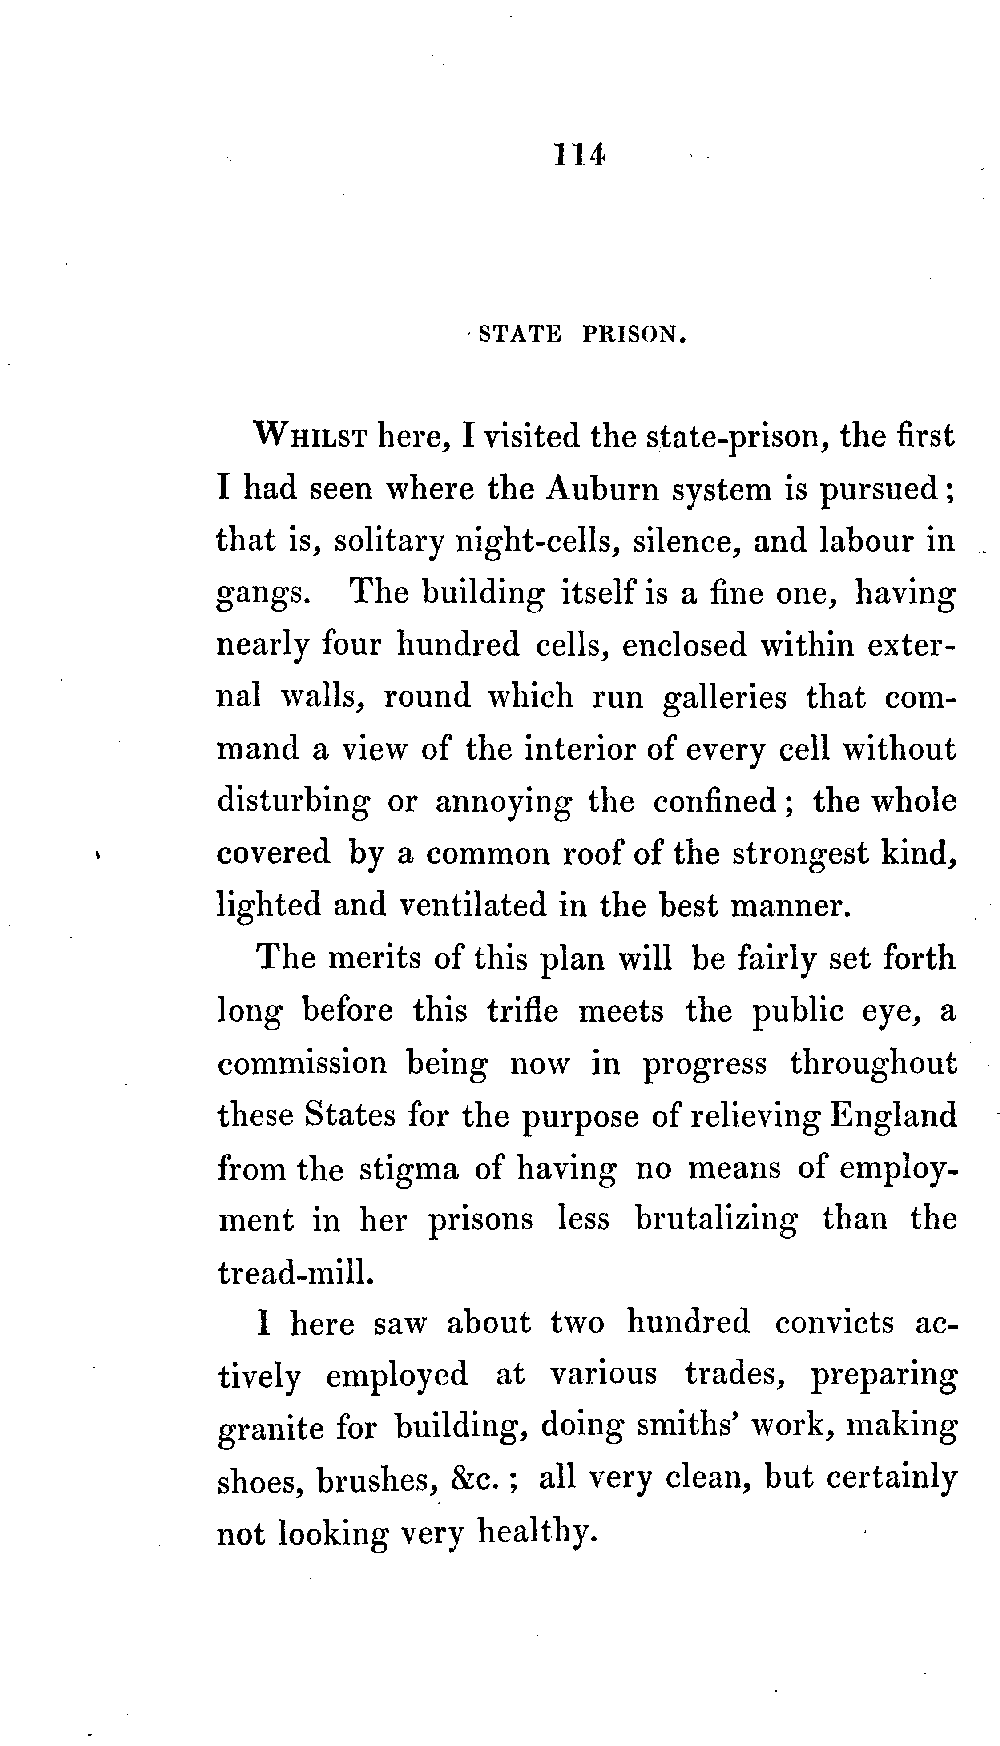 114
STATE PRISON.
WHILST here, I visited the state-prison, the first
I had seen where the Auburn system is pursued;
that is, solitary night-cells, silence, and labour in
gangs. The building itself is a fine one, having
nearly four hundred cells, enclosed within exter-
nal walls, round which run galleries that com-
mand a view of the interior of every cell without
disturbing or annoying the confined; the whole
covered by a common roof of the strongest kind,
lighted and ventilated in the best manner.
The merits of this plan will be fairly set forth
long before this trifle meets the public eye, a
commission being now in progress throughout
these States for the purpose of relieving England
from the stigma of having no means of employ-
ment in her prisons less brutalizing than the
tread-mill.
I here saw about two hundred convicts ac-
tively employed at various trades, preparing
granite for building, doing smiths' work, making
shoes, brushes, &c.; all very clean, but certainly
not looking very healthy.